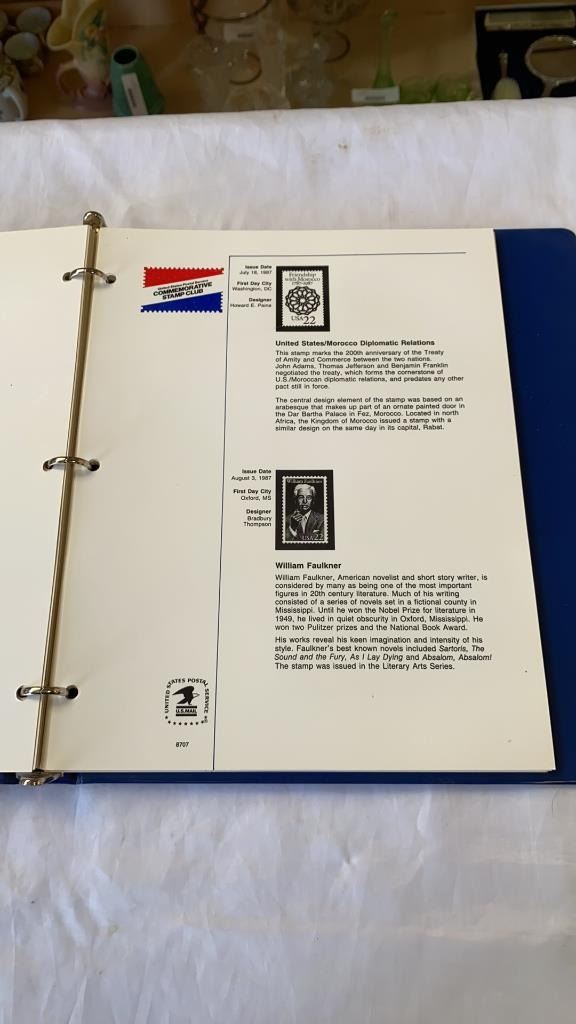 United States Postal Service
COMMEMORATIVE
STAMP CLUB
Issue Date
July 18, 1987
First Day City
Washington, DC
Designer
Howard E. Paine
Friendship
with Morocco
1787-1987
USA 22
United States/Morocco Diplomatic Relations
This stamp marks the 200th anniversary of the Treaty
of Amity and Commerce between the two nations.
John Adams, Thomas Jefferson and Benjamin Franklin
negotiated the treaty, which forms the cornerstone of
U.S./Moroccan diplomatic relations, and predates any other
pact still in force.
The central design element of the stamp was based on an
arabesque that makes up part of an ornate painted door in
the Dar Bartha Palace in Fez, Morocco. Located in north
Africa, the Kingdom of Morocco issued a stamp with a
similar design on the same day in its capital, Rabat.
Issue Date
August 3, 1987
First Day City
Oxford, MS
Designer
Bradbury
Thompson
William Faulkner
USA 22
William Faulkner
William Faulkner, American novelist and short story writer, is
considered by many as being one of the most important
figures in 20th century literature. Much of his writing
consisted of a series of novels set in a fictional county in
Mississippi. Until he won the Nobel Prize for literature in
1949, he lived in quiet obscurity in Oxford, Mississippi. He
won two Pulitzer prizes and the National Book Award.
His works reveal his keen imagination and intensity of his
style. Faulkner's best known novels included Sartoris, The
Sound and the Fury, As I Lay Dying and Absalom, Absalom!
The stamp was issued in the Literary Arts Series.
UNITED STATES POSTAL SERVICE
U.S.MAIL
8707